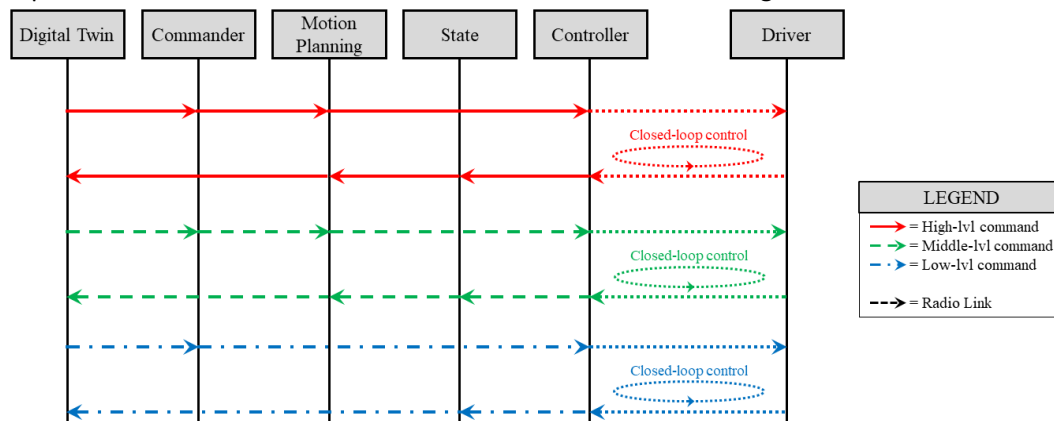 Digital Twin
Commander
Motion
Planning
State
Controller
Driver
Closed-loop control
Closed-loop control
Closed-loop control
LEGEND
= High-lvl command
= Middle-lvl command
= Low-lvl command
= Radio Link